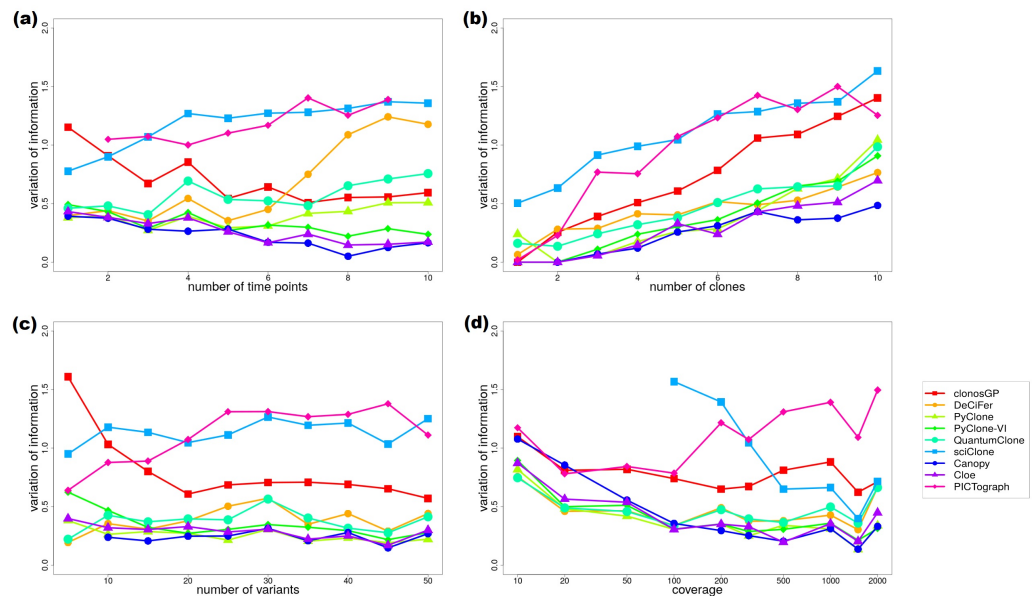 (a)
variation of information
2.0
1.5
1.0
0.5
0.0
2 4 6 8 10
number of time points
(b)
variation of information
2.0
1.5
1.0
0.5
0.0
2 4 6 8 10
number of clones
(c)
variation of information
2.0
1.5
1.0
0.5
0.0
10 20 30 40 50
number of variants
(d)
variation of information
2.0
1.5
1.0
0.5
0.0
10 20 50 100 200 500 1000 2000
coverage
clonosGP
DeCiFer
PyClone
PyClone-VI
QuantumClone
sciClone
Canopy
Cloe
PICTograph